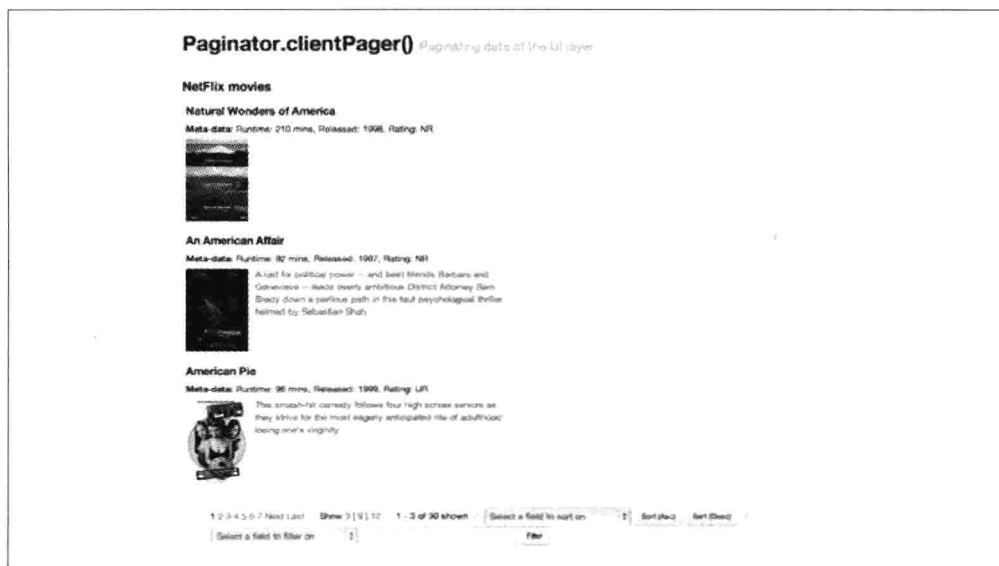 Paginator.clientPager() Paginating data at the UI layer
NetFlix movies
Natural Wonders of America
Meta-data: Runtime: 210 mins, Released: 1998, Rating: NR
An American Affair
Meta-data: Runtime: 92 mins, Released: 1997, Rating: NR
A lust for political power -- and best friends Barbara and
Genevieve -- leads overly ambitious District Attorney Sam
Brady down a perilous path in this taut psychological thriller
helmed by Sebastian Shah.
American Pie
Meta-data: Runtime: 96 mins, Released: 1999, Rating: UR
This smash-hit comedy follows four high school seniors as
they strive for the most eagerly anticipated rite of adulthood:
losing one's virginity.
1 2 3 4 5 6 7 Next Last Show 3 | 9 | 12 1 - 3 of 90 shown Select a field to sort on Sort (Asc) Sort (Desc)
Select a field to filter on Filter